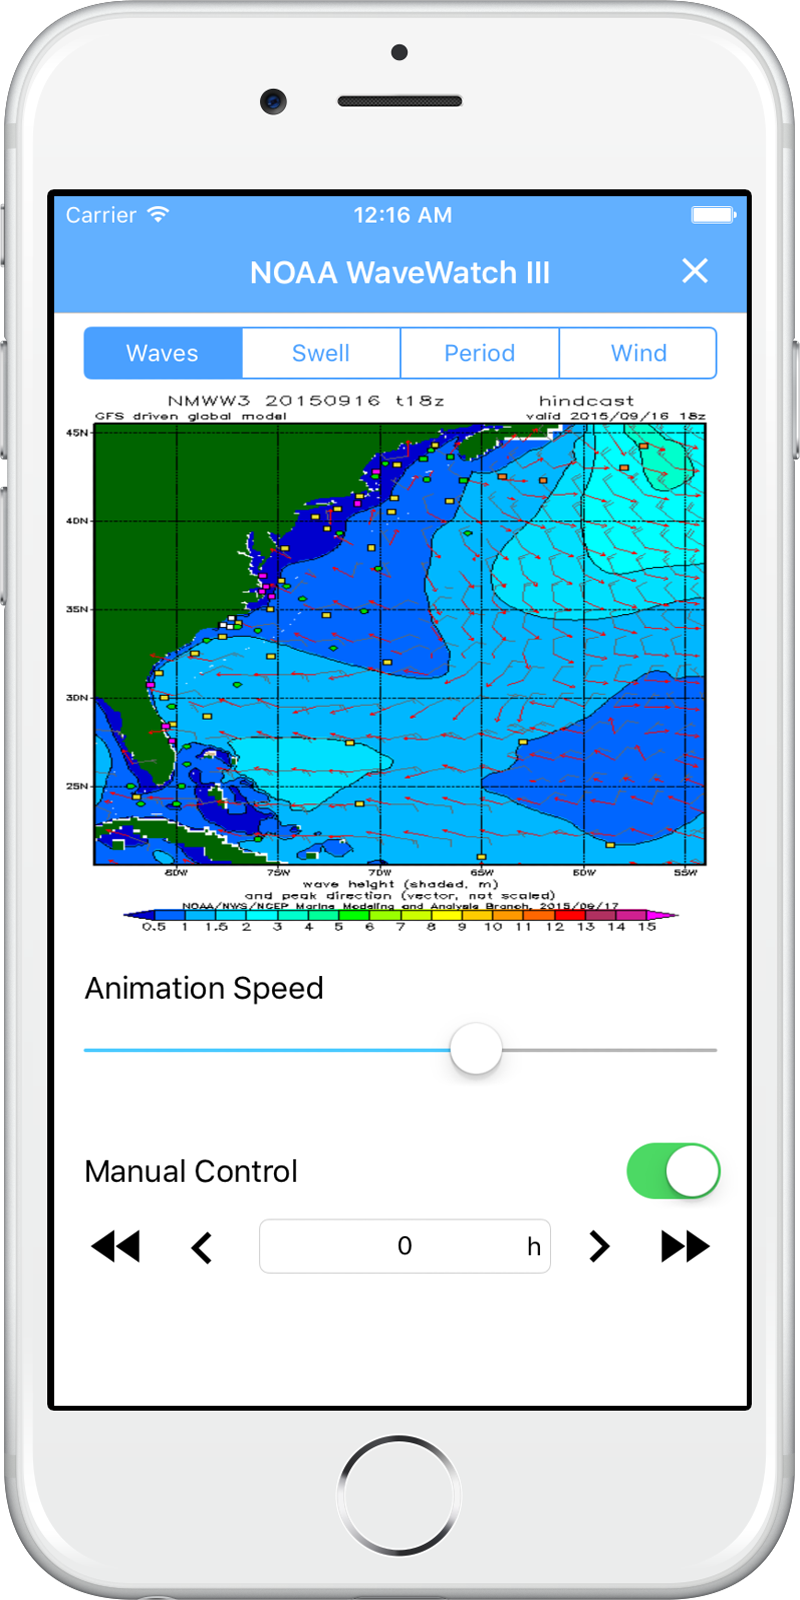 Carrier 12:16 AM
NOAA WaveWatch III
Waves Swell Period Wind
NMWW3 20150916 t18z hindcast
GFS driven global model valid 2015/09/16 18z
45N
40N
35N
30N
25N
80W 75W 70W 65W 60W 55W
wave height (shaded, m)
and peak direction (vector, not scaled)
NOAA/NWS/NCEP Marine Modeling and Analysis Branch, 2015/09/17
0.5 1 1.5 2 3 4 5 6 7 8 9 10 11 12 13 14 15
Animation Speed
Manual Control
0 h